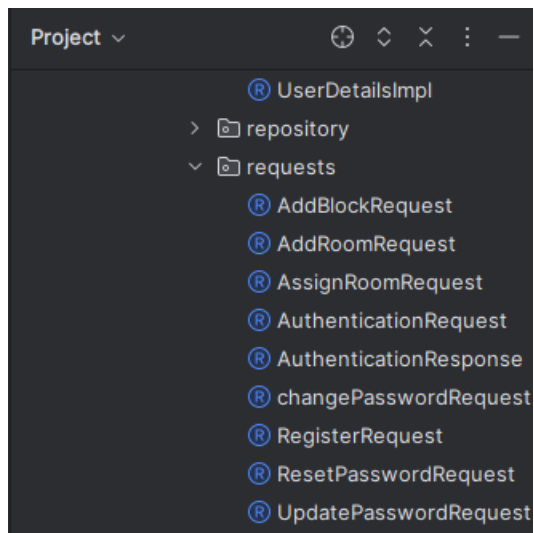 Project
UserDetailsImpl
repository
requests
AddBlockRequest
AddRoomRequest
AssignRoomRequest
AuthenticationRequest
AuthenticationResponse
changePasswordRequest
RegisterRequest
ResetPasswordRequest
UpdatePasswordRequest